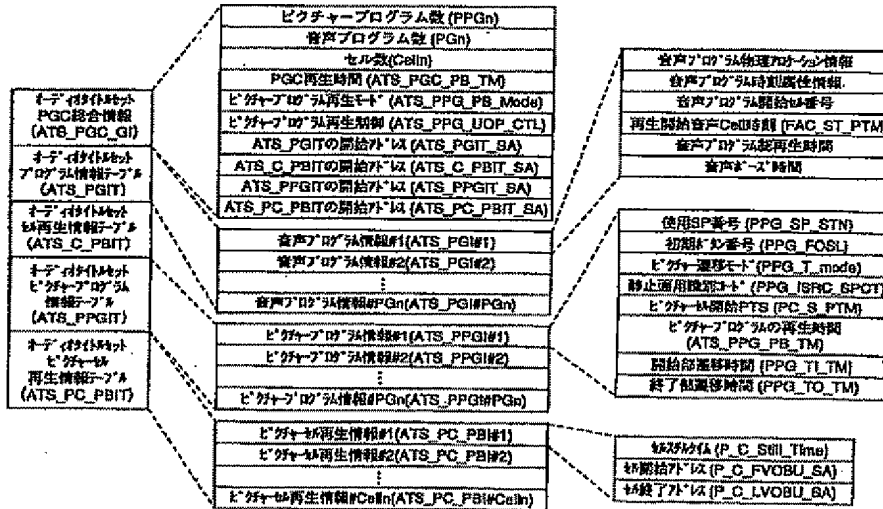 オーディオタイトルセット
PGC総合情報
(ATS_PGC_GI)
オーディオタイトルセット
プログラム情報テーブル
(ATS_PGIT)
オーディオタイトルセット
セル再生情報テーブル
(ATS_C_PBIT)
オーディオタイトルセット
ピクチャープログラム
情報テーブル
(ATS_PPGIT)
オーディオタイトルセット
ピクチャーセル
再生情報テーブル
(ATS_PC_PBIT)
ピクチャープログラム数 (PPGn)
音声プログラム数 (PGn)
セル数(Celln)
PGC再生時間 (ATS_PGC_PB_TM)
ピクチャープログラム再生モード (ATS_PPG_PB_Mode)
ピクチャープログラム再生制御 (ATS_PPG_UOP_CTL)
ATS_PGITの開始アドレス (ATS_PGIT_SA)
ATS_C_PBITの開始アドレス (ATS_C_PBIT_SA)
ATS_PPGITの開始アドレス (ATS_PPGIT_SA)
ATS_PC_PBITの開始アドレス (ATS_PC_PBIT_SA)
音声プログラム情報#1(ATS_PGI#1)
音声プログラム情報#2(ATS_PGI#2)
⋮
音声プログラム情報#PGn(ATS_PGI#PGn)
ピクチャープログラム情報#1(ATS_PPGI#1)
ピクチャープログラム情報#2(ATS_PPGI#2)
⋮
ピクチャープログラム情報#PGn(ATS_PPGI#PGn)
ピクチャーセル再生情報#1(ATS_PC_PBI#1)
ピクチャーセル再生情報#2(ATS_PC_PBI#2)
⋮
ピクチャーセル再生情報#Celln(ATS_PC_PBI#Celln)
音声プログラム物理アロケーション情報
音声プログラム時刻属性情報
音声プログラム開始セル番号
再生開始音声Cell時刻 (FAC_ST_PTM)
音声プログラム総再生時間
音声ポーズ時間
使用SP番号 (PPG_SP_STN)
初期ボタン番号 (PPG_FOSL)
ピクチャー遷移モード (PPG_T_mode)
静止画用識別コード (PPG_ISRC_SPCT)
ピクチャーセル開始PTS (PC_S_PTM)
ピクチャープログラムの再生時間
(ATS_PPG_PB_TM)
開始部遷移時間 (PPG_TI_TM)
終了側遷移時間 (PPG_TO_TM)
セルスチルタイム (P_C_Still_Time)
セル開始アドレス (P_C_FVOBU_SA)
セル終了アドレス (P_C_LVOBU_SA)